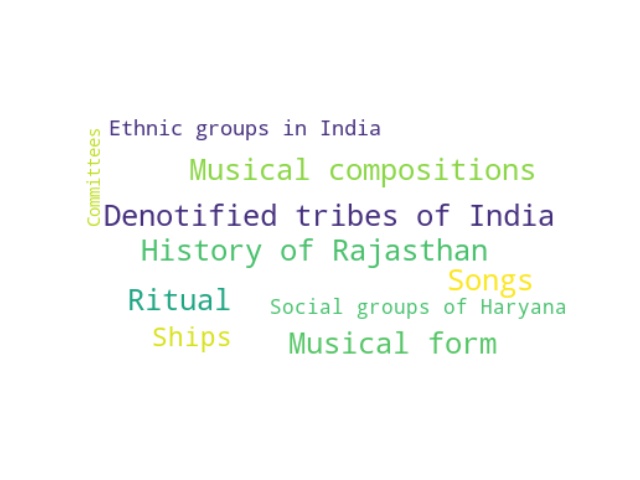 Ethnic groups in India
Committees
Musical compositions
Denotified tribes of India
History of Rajasthan
Songs
Ritual
Social groups of Haryana
Ships
Musical form